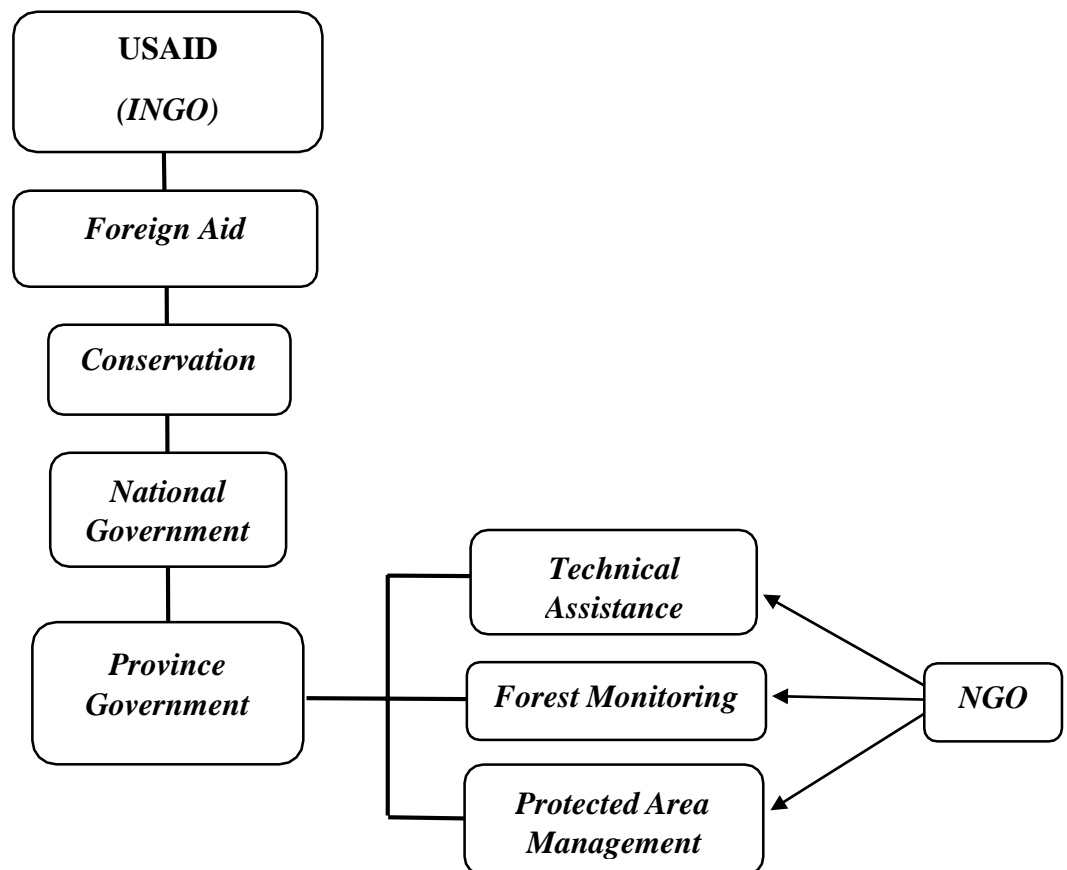 USAID
(INGO)
Foreign Aid
Conservation
National
Government
Province
Government
Technical
Assistance
Forest Monitoring
Protected Area
Management
NGO